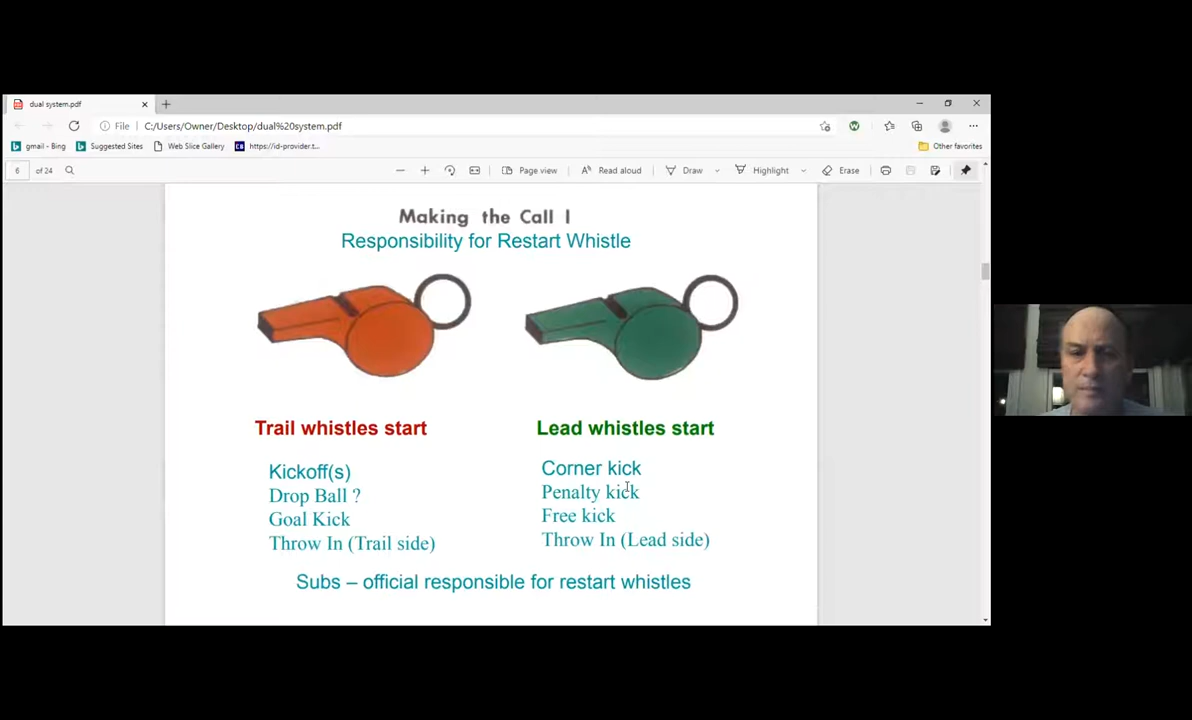 dual system.pdf
File
C:/Users/Owner/Desktop/dual%20system.pdf
gmail - Bing
Suggested Sites
Web Slice Gallery
https://id-provider.t...
Other favorites
6
of 24
Page view
Read aloud
Draw
Highlight
Erase
Making the Call I
Responsibility for Restart Whistle
Trail whistles start
Kickoff(s)
Drop Ball ?
Goal Kick
Throw In (Trail side)
Lead whistles start
Corner kick
Penalty kick
Free kick
Throw In (Lead side)
Subs – official responsible for restart whistles